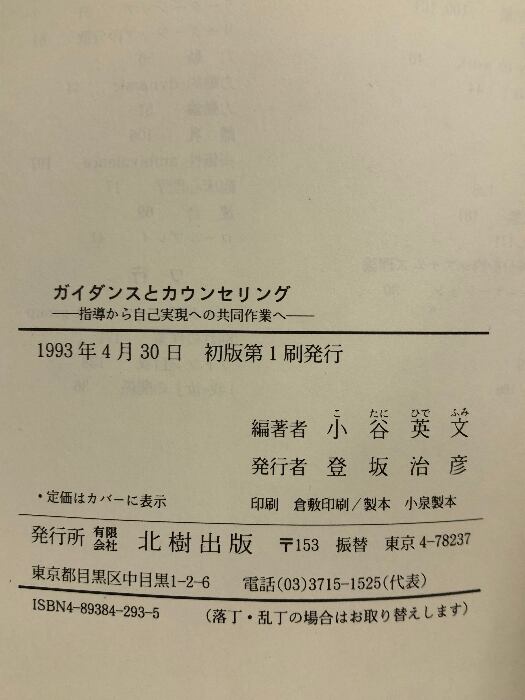 ガイダンスとカウンセリング
——指導から自己実現への共同作業へ——
1993年4月30日 初版第1刷発行
編著者 小谷英文
こ たに ひで ふみ
発行者 登坂治彦
・定価はカバーに表示
印刷 倉敷印刷/製本 小泉製本
発行所 有限会社 北樹出版 〒153 振替 東京4-78237
東京都目黒区中目黒1-2-6 電話(03)3715-1525(代表)
ISBN4-89384-293-5 (落丁・乱丁の場合はお取り替えします)